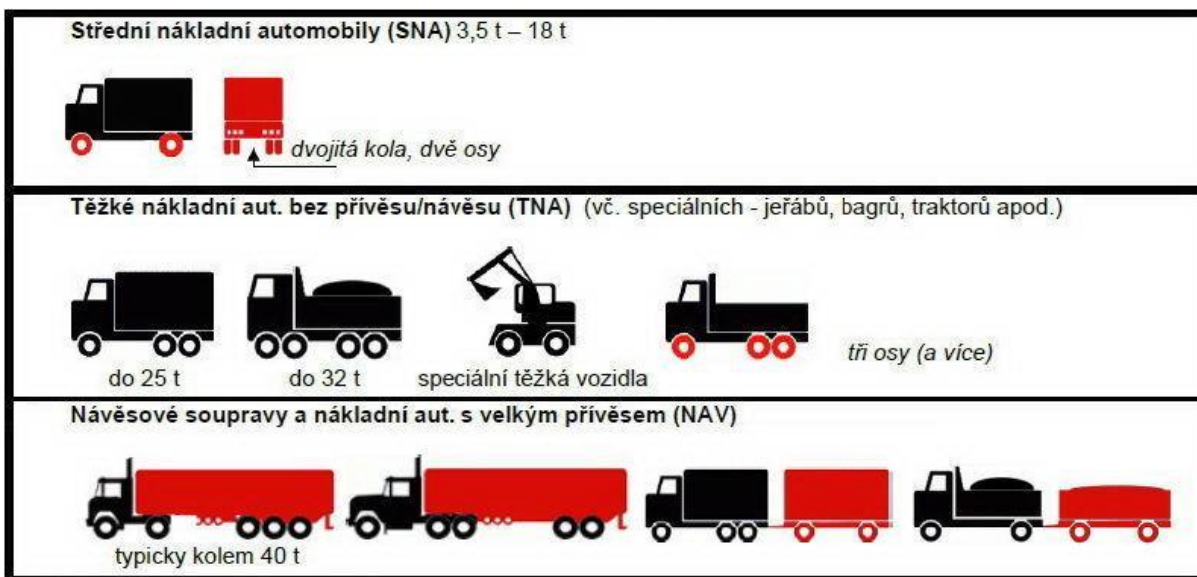 Střední nákladní automobily (SNA) 3,5 t – 18 t
dvojitá kola, dvě osy
Těžké nákladní aut. bez přívěsu/návěsu (TNA) (vč. speciálních - jeřábů, bagrů, traktorů apod.)
tři osy (a více)
do 25 t do 32 t speciální těžká vozidla
Návěsové soupravy a nákladní aut. s velkým přívěsem (NAV)
typicky kolem 40 t